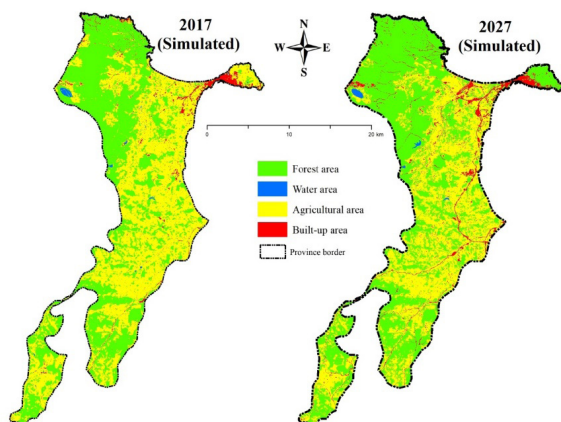 2017
(Simulated)
N
W E
S
2027
(Simulated)
0 10 20 km
Forest area
Water area
Agricultural area
Built-up area
Province border